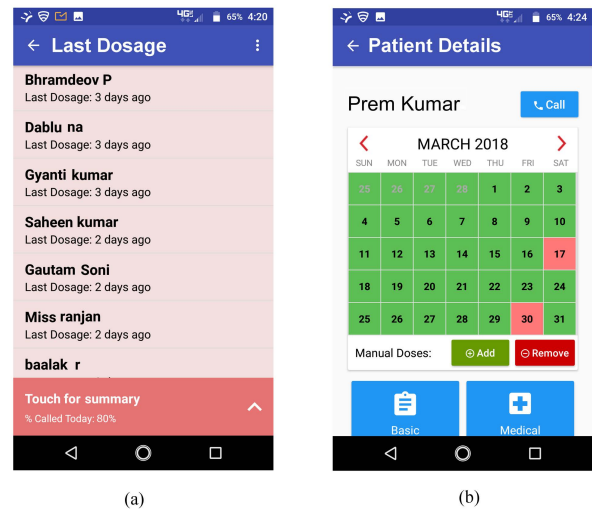 4G 65% 4:20
← Last Dosage
Bhramdeov P
Last Dosage: 3 days ago
Dablu na
Last Dosage: 3 days ago
Gyanti kumar
Last Dosage: 3 days ago
Saheen kumar
Last Dosage: 2 days ago
Gautam Soni
Last Dosage: 2 days ago
Miss ranjan
Last Dosage: 2 days ago
baalak r
Touch for summary
% Called Today: 80%
(a)
4G 65% 4:24
← Patient Details
Prem Kumar Call
MARCH 2018
SUN MON TUE WED THU FRI SAT
25 26 27 28 1 2 3
4 5 6 7 8 9 10
11 12 13 14 15 16 17
18 19 20 21 22 23 24
25 26 27 28 29 30 31
Manual Doses: Add Remove
Basic Medical
(b)